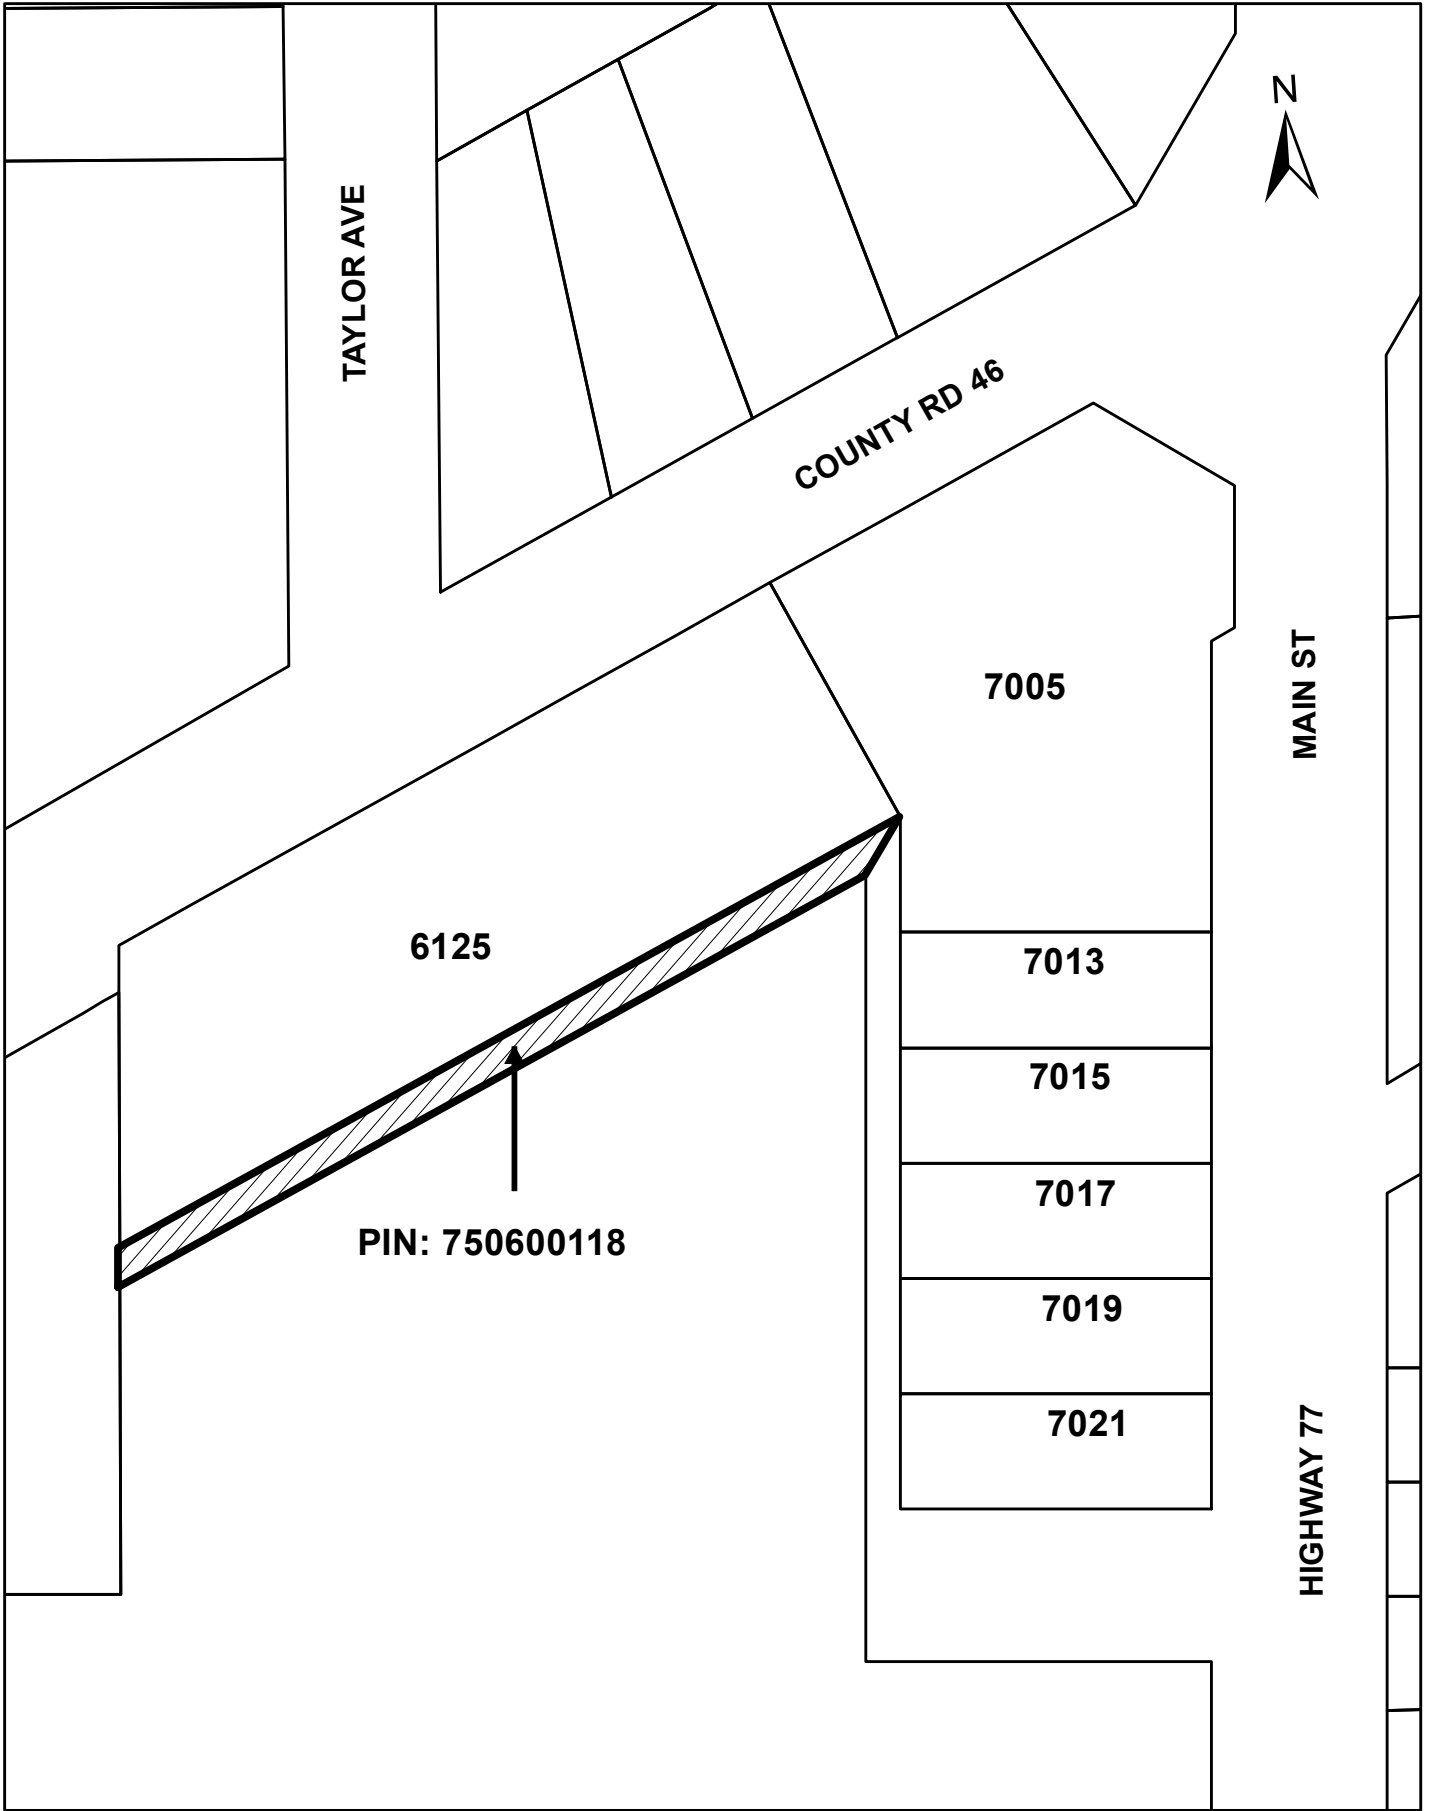 N
TAYLOR AVE
COUNTY RD 46
7005
MAIN ST
6125
7013
7015
7017
PIN: 750600118
7019
7021
HIGHWAY 77